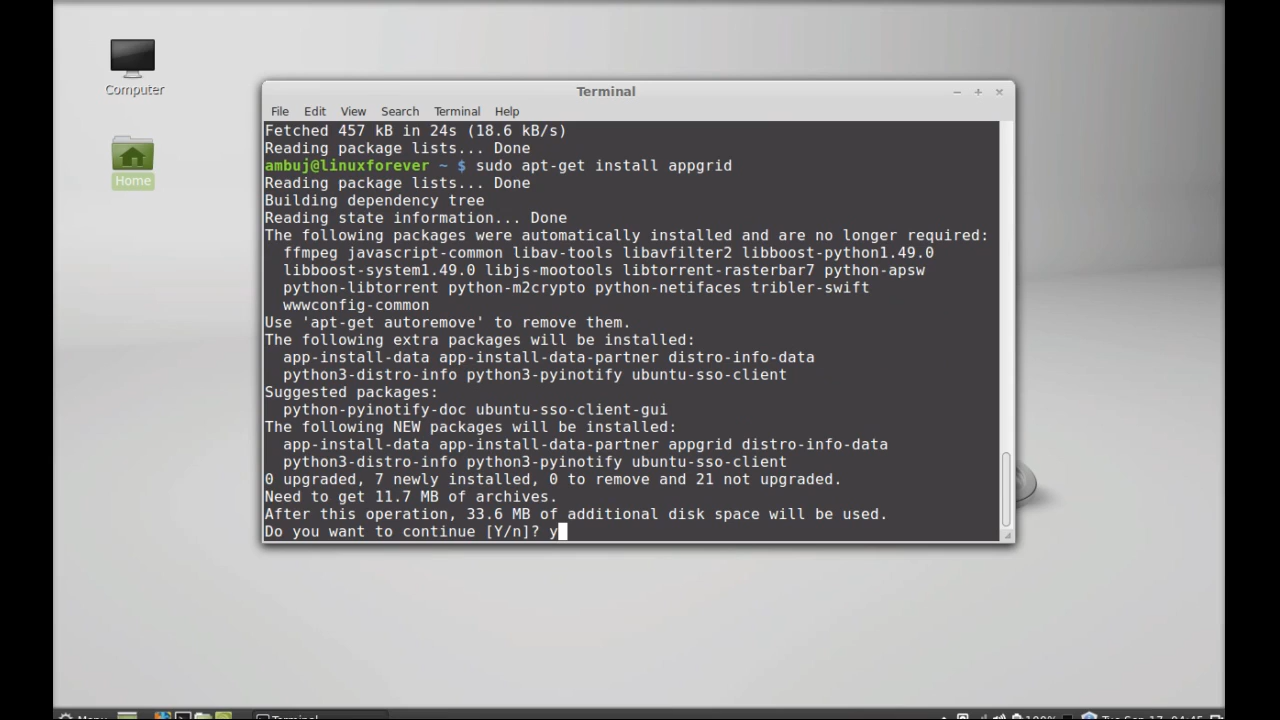 Computer
Home
Terminal
File Edit View Search Terminal Help
Fetched 457 kB in 24s (18.6 kB/s)
Reading package lists... Done
ambuj@linuxforever ~ $ sudo apt-get install appgrid
Reading package lists... Done
Building dependency tree
Reading state information... Done
The following packages were automatically installed and are no longer required:
ffmpeg javascript-common libav-tools libavfilter2 libboost-python1.49.0
libboost-system1.49.0 libjs-mootools libtorrent-rasterbar7 python-apsw
python-libtorrent python-m2crypto python-netifaces tribler-swift
wwwconfig-common
Use 'apt-get autoremove' to remove them.
The following extra packages will be installed:
app-install-data app-install-data-partner distro-info-data
python3-distro-info python3-pyinotify ubuntu-sso-client
Suggested packages:
python-pyinotify-doc ubuntu-sso-client-gui
The following NEW packages will be installed:
app-install-data app-install-data-partner appgrid distro-info-data
python3-distro-info python3-pyinotify ubuntu-sso-client
0 upgraded, 7 newly installed, 0 to remove and 21 not upgraded.
Need to get 11.7 MB of archives.
After this operation, 33.6 MB of additional disk space will be used.
Do you want to continue [Y/n]? y
Menu Terminal 100% Tue Sep 17, 04:45